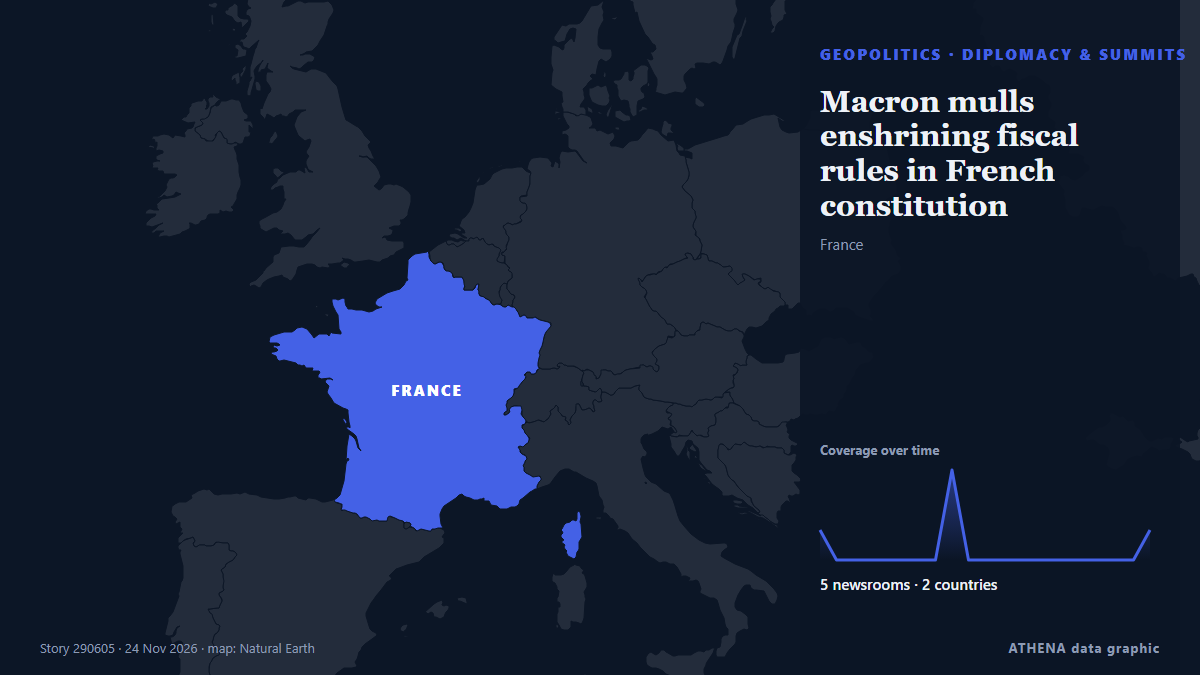 GEOPOLITICS · DIPLOMACY & SUMMITS
Macron mulls
enshrining fiscal
rules in French
constitution
France
FRANCE
Coverage over time
5 newsrooms · 2 countries
Story 290605 · 24 Nov 2026 · map: Natural Earth
ATHENA data graphic